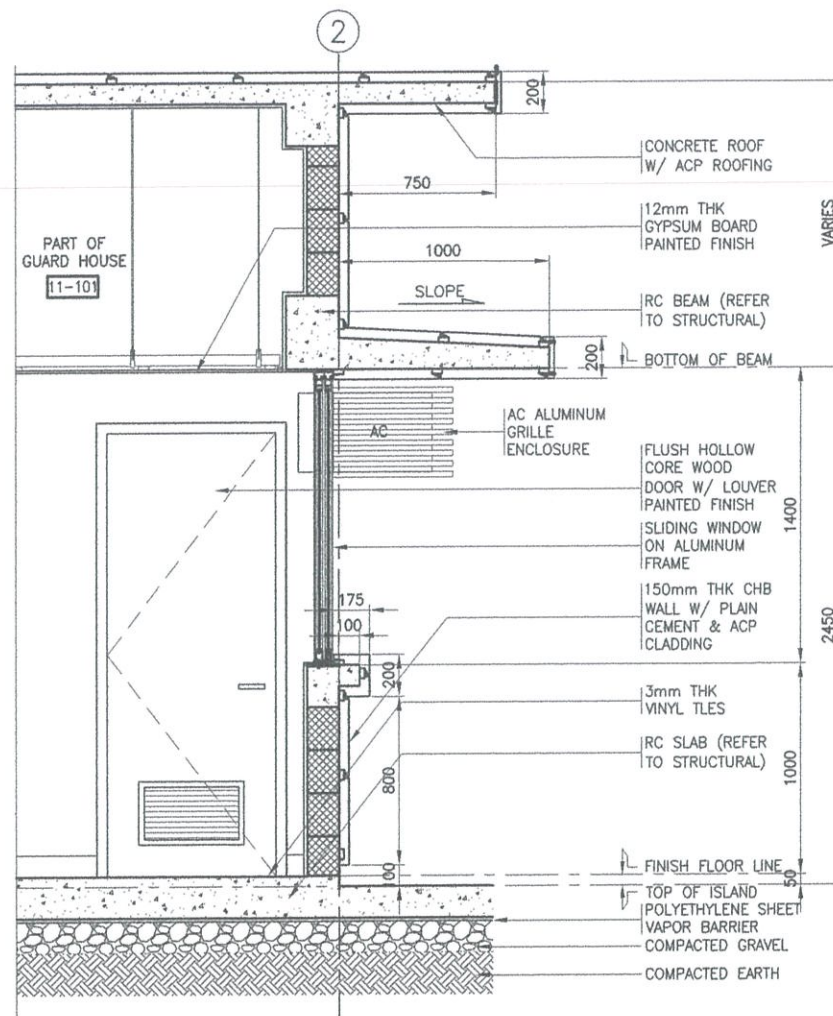 2
200
CONCRETE ROOF
W/ ACP ROOFING
750
VARIES
12mm THK
GYPSUM BOARD
PAINTED FINISH
PART OF
GUARD HOUSE
11-101
1000
SLOPE
RC BEAM (REFER
TO STRUCTURAL)
200
BOTTOM OF BEAM
AC
AC ALUMINUM
GRILLE
ENCLOSURE
FLUSH HOLLOW
CORE WOOD
DOOR W/ LOUVER
PAINTED FINISH
1400
SLIDING WINDOW
ON ALUMINUM
FRAME
175
100
150mm THK CHB
WALL W/ PLAIN
CEMENT & ACP
CLADDING
2450
200
3mm THK
VINYL TLES
RC SLAB (REFER
TO STRUCTURAL)
800
1000
FINISH FLOOR LINE
100
50
TOP OF ISLAND
POLYETHYLENE SHEET
VAPOR BARRIER
COMPACTED GRAVEL
COMPACTED EARTH